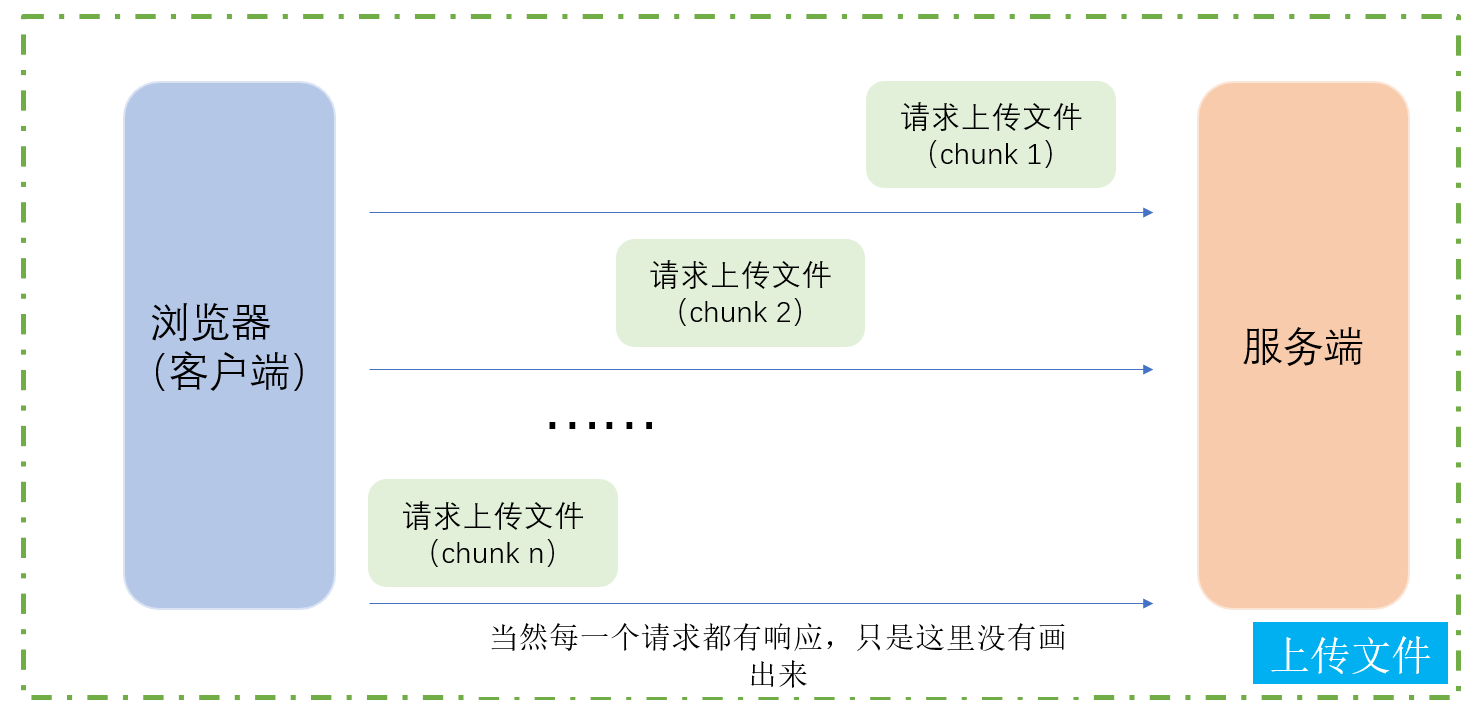 请求上传文件
（chunk 1）
请求上传文件
（chunk 2）
浏览器
（客户端）
服务端
……
请求上传文件
（chunk n）
当然每一个请求都有响应，只是这里没有画
出来
上传文件